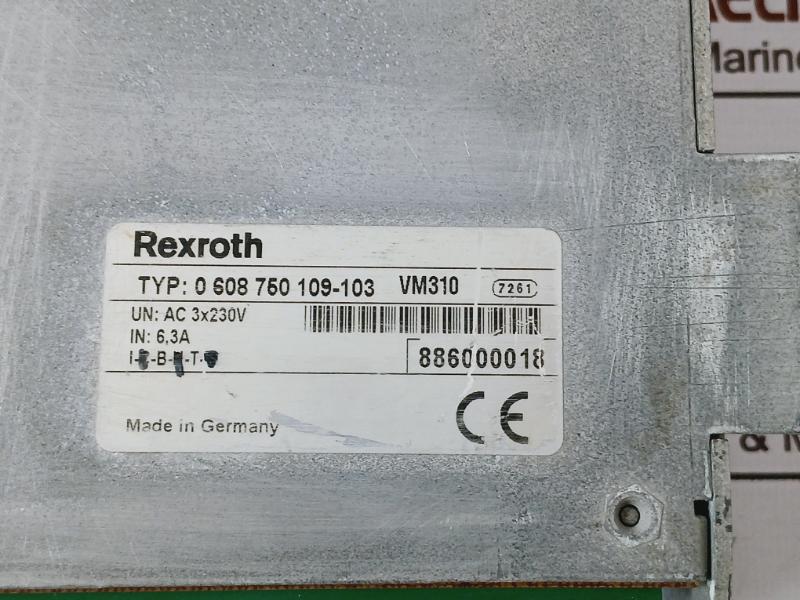 Rexroth
TYP: 0 608 750 109-103 VM310 7261
UN: AC 3x230V
IN: 6,3A
886000018
Made in Germany CE
Marine
& M